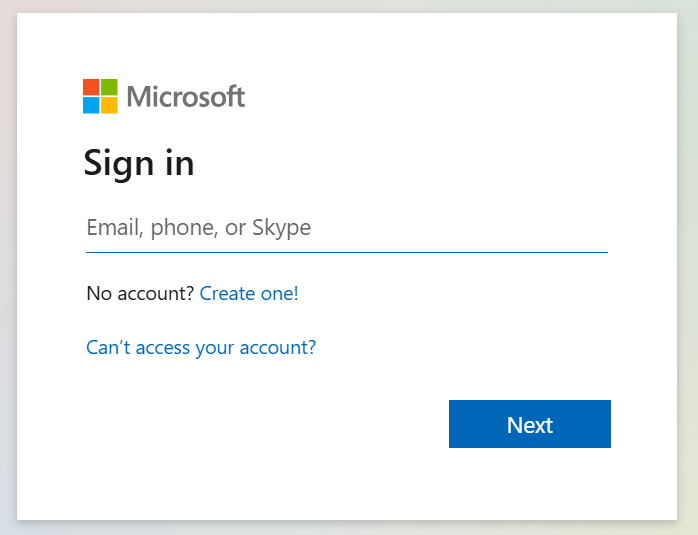 Microsoft
Sign in
Email, phone, or Skype
No account? Create one!
Can’t access your account?
Next